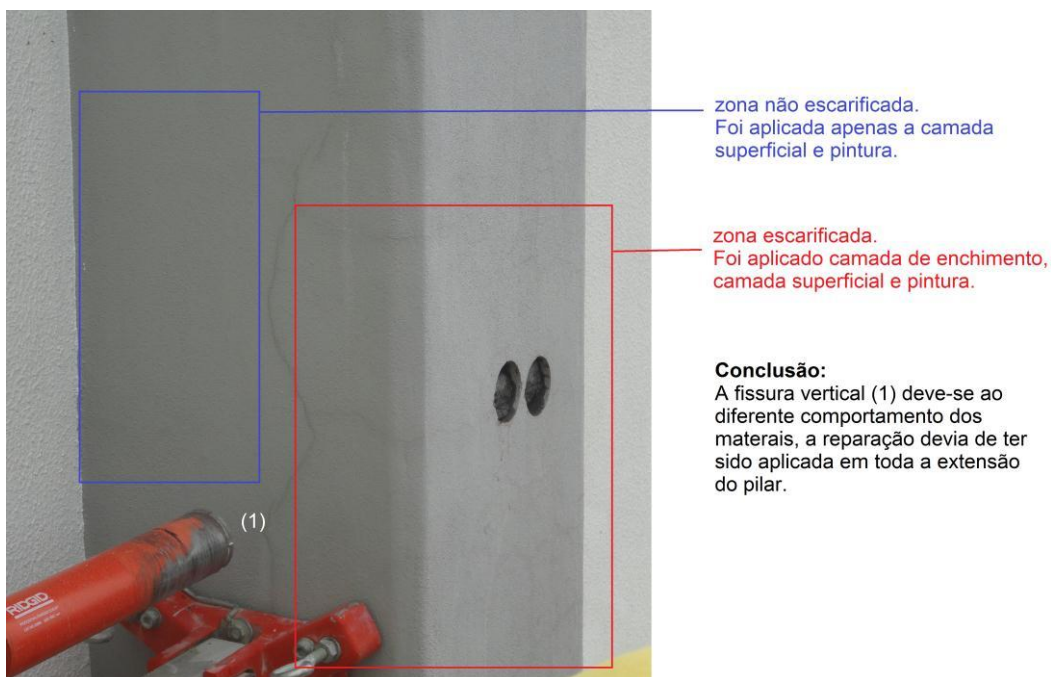 zona não escarificada.
Foi aplicada apenas a camada
superficial e pintura.
zona escarificada.
Foi aplicado camada de enchimento,
camada superficial e pintura.
Conclusão:
A fissura vertical (1) deve-se ao
diferente comportamento dos
materais, a reparação devia de ter
sido aplicada em toda a extensão
do pilar.
(1)
RIDGID